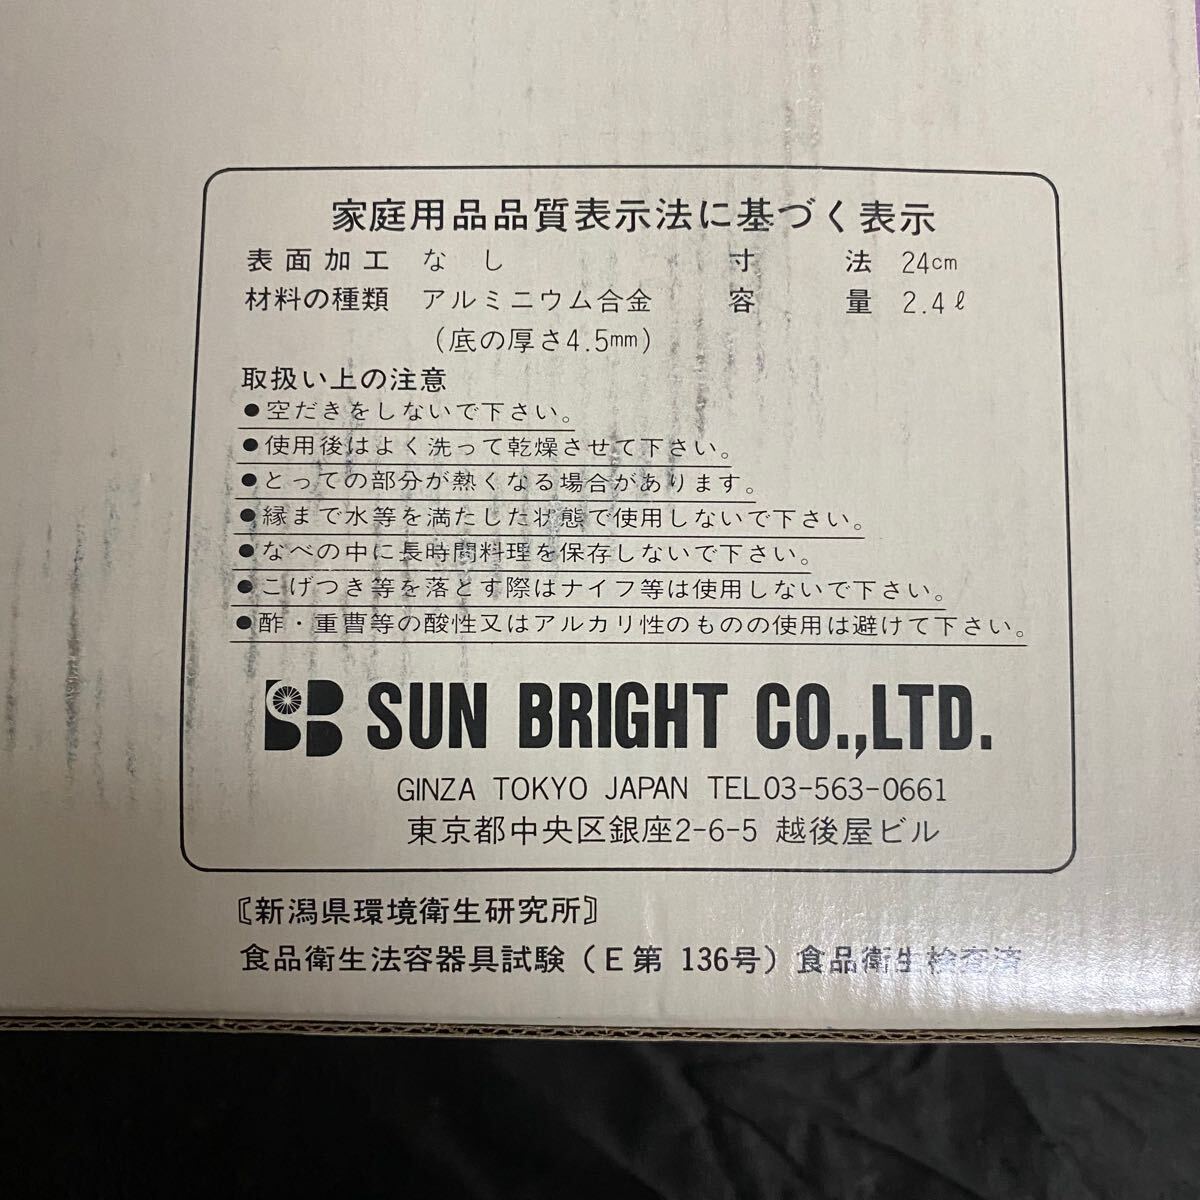 家庭用品品質表示法に基づく表示
表面加工 なし 寸法 24cm
材料の種類 アルミニウム合金 容量 2.4ℓ
(底の厚さ4.5mm)
取扱い上の注意
●空だきをしないで下さい。
●使用後はよく洗って乾燥させて下さい。
●とっての部分が熱くなる場合があります。
●縁まで水等を満たした状態で使用しないで下さい。
●なべの中に長時間料理を保存しないで下さい。
●こげつき等を落とす際はナイフ等は使用しないで下さい。
●酢・重曹等の酸性又はアルカリ性のものの使用は避けて下さい。
SB SUN BRIGHT CO.,LTD.
GINZA TOKYO JAPAN TEL03-563-0661
東京都中央区銀座2-6-5 越後屋ビル
〖新潟県環境衛生研究所〗
食品衛生法容器具試験(E第 136号)食品衛生検査済